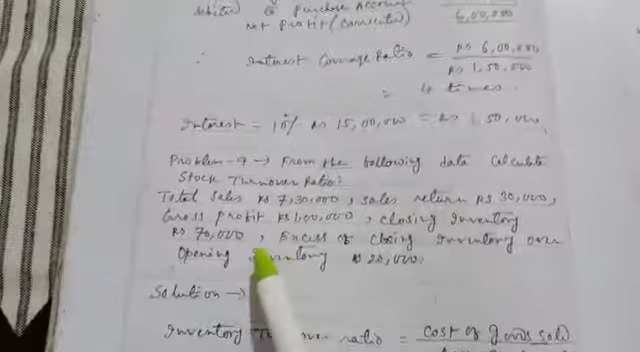 debited to purchase Account
Net Profit (corrected)
6,00,000
∴ Interest Coverage Ratio = Rs 6,00,000
Rs 1,50,000
= 4 times.
Interest = 10% Rs 15,00,000 = Rs 1,50,000.
Problem-9 → From the following data calculate
Stock Turnover Ratio:
Total Sales Rs 7,30,000, sales return Rs 30,000,
Gross profit Rs 1,00,000, closing Inventory
Rs 70,000, Excess of closing Inventory over
Opening Rs 20,000.
Solution →
Inventory ratio = Cost of goods sold